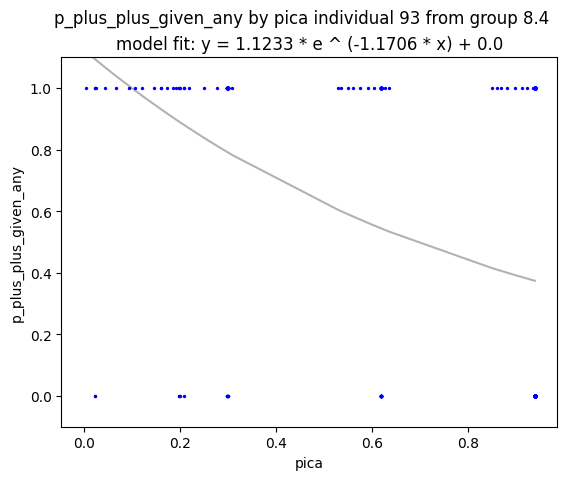 p_plus_plus_given_any by pica individual 93 from group 8.4
model fit: y = 1.1233 * e ^ (-1.1706 * x) + 0.0
p_plus_plus_given_any
1.0
0.8
0.6
0.4
0.2
0.0
0.0 0.2 0.4 0.6 0.8
pica